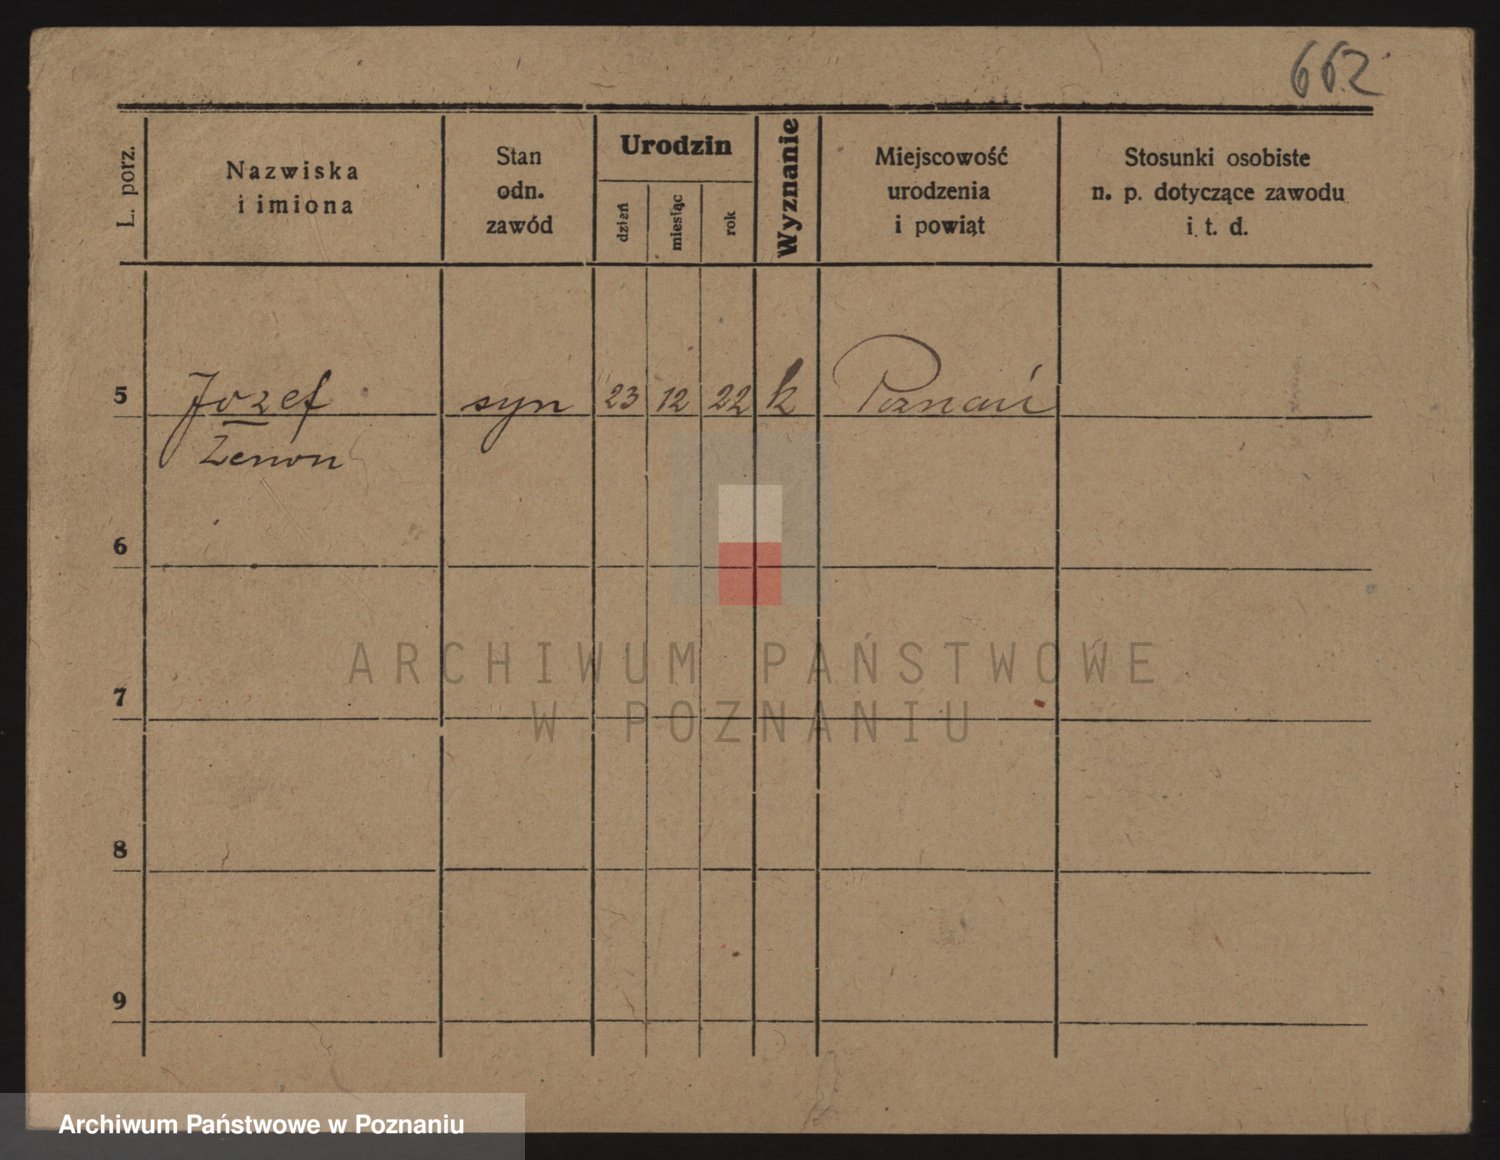 662
L. porz.
Nazwiska
i imiona
Stan
odn.
zawód
Urodzin
dzień
miesiąc
rok
Wyznanie
Miejscowość
urodzenia
i powiąt
Stosunki osobiste
n. p. dotyczące zawodu
i t. d.
5 Jozef syn 23 12 22 k Poznań
Zenon
6
7
8
9
ARCHIWUM PAŃSTWOWE
W POZNANIU
Archiwum Państwowe w Poznaniu